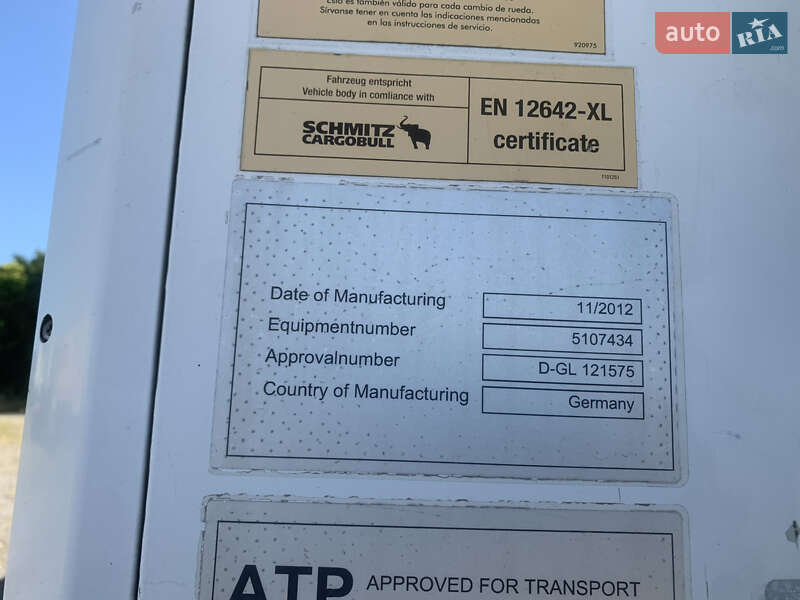 Esto es también válido para cada cambio de rueda.
Sírvanse tener en cuenta las indicaciones mencionadas
en las instrucciones de servicio.
920975
auto RIA .com
Fahrzeug entspricht
Vehicle body in comliance with
SCHMITZ
CARGOBULL
EN 12642-XL
certificate
1101251
Date of Manufacturing 11/2012
Equipmentnumber 5107434
Approvalnumber D-GL 121575
Country of Manufacturing Germany
ATP APPROVED FOR TRANSPORT